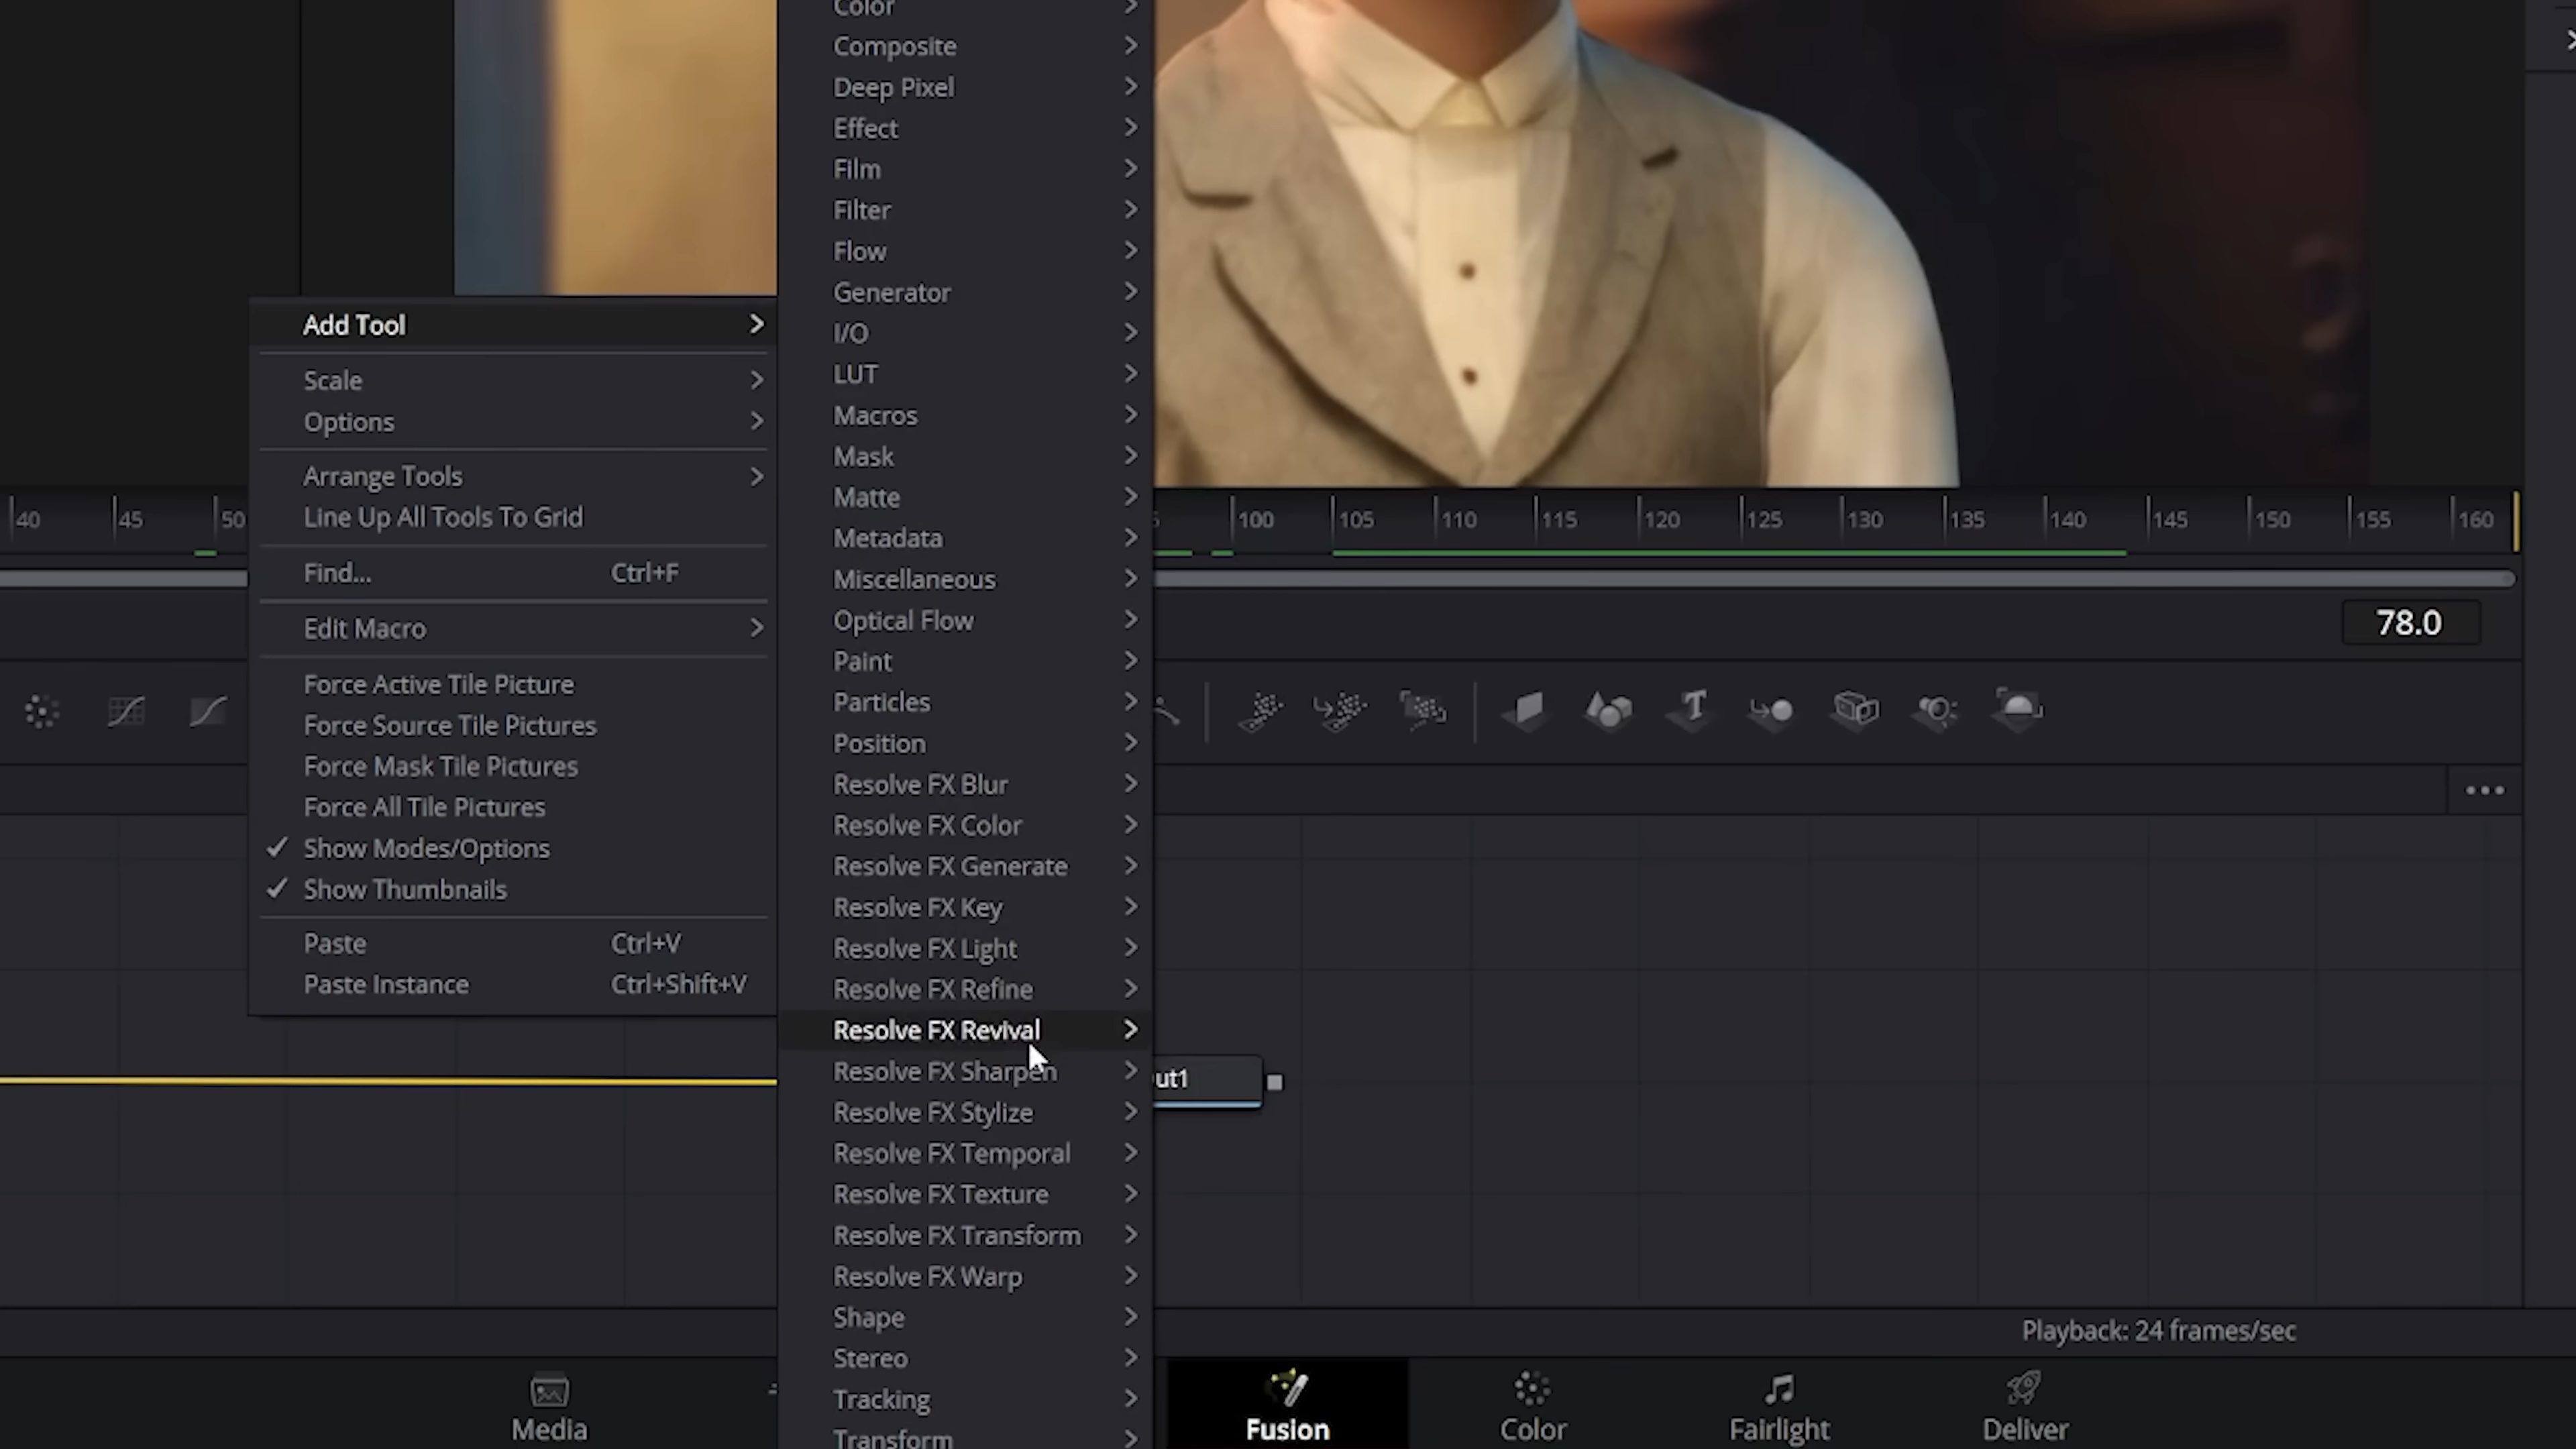 Color
Composite
Deep Pixel
Effect
Film
Filter
Flow
Generator
I/O
LUT
Macros
Mask
Matte
Metadata
Miscellaneous
Optical Flow
Paint
Particles
Position
Resolve FX Blur
Resolve FX Color
Resolve FX Generate
Resolve FX Key
Resolve FX Light
Resolve FX Refine
Resolve FX Revival
Resolve FX Sharpen
Resolve FX Stylize
Resolve FX Temporal
Resolve FX Texture
Resolve FX Transform
Resolve FX Warp
Shape
Stereo
Tracking
Transform
Add Tool
Scale
Options
Arrange Tools
Line Up All Tools To Grid
Find... Ctrl+F
Edit Macro
Force Active Tile Picture
Force Source Tile Pictures
Force Mask Tile Pictures
Force All Tile Pictures
Show Modes/Options
Show Thumbnails
Paste Ctrl+V
Paste Instance Ctrl+Shift+V
40 45 50 100 105 110 115 120 125 130 135 140 145 150 155 160
78.0
ut1
Playback: 24 frames/sec
Media Fusion Color Fairlight Deliver